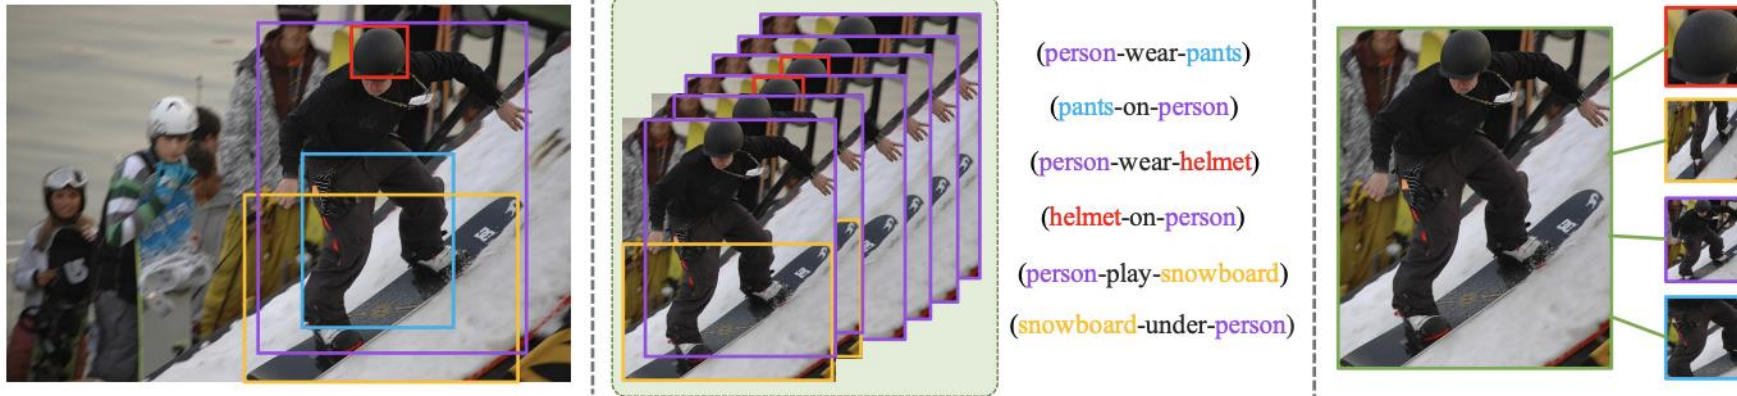 (person-wear-pants)
(pants-on-person)
(person-wear-helmet)
(helmet-on-person)
(person-play-snowboard)
(snowboard-under-person)